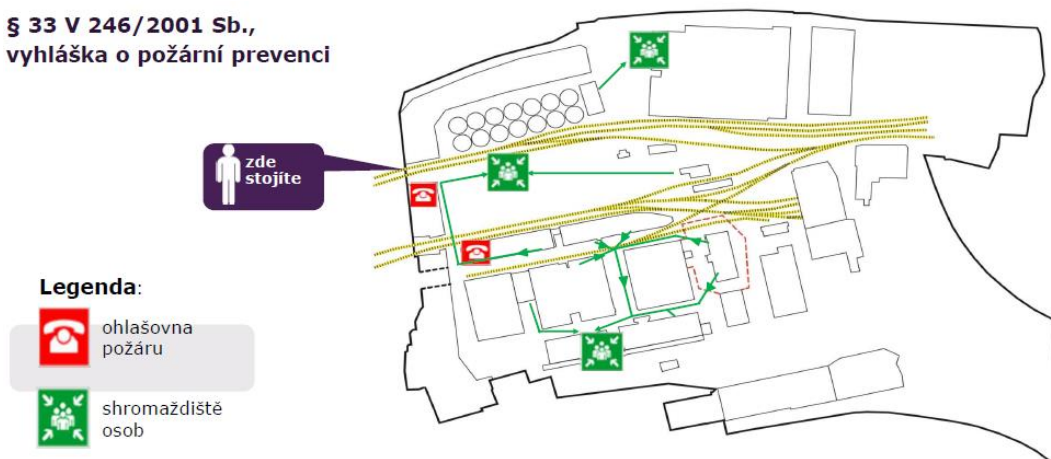 § 33 V 246/2001 Sb.,
vyhláška o požární prevenci
zde
stojíte
Legenda:
ohlašovna
požáru
shromaždiště
osob